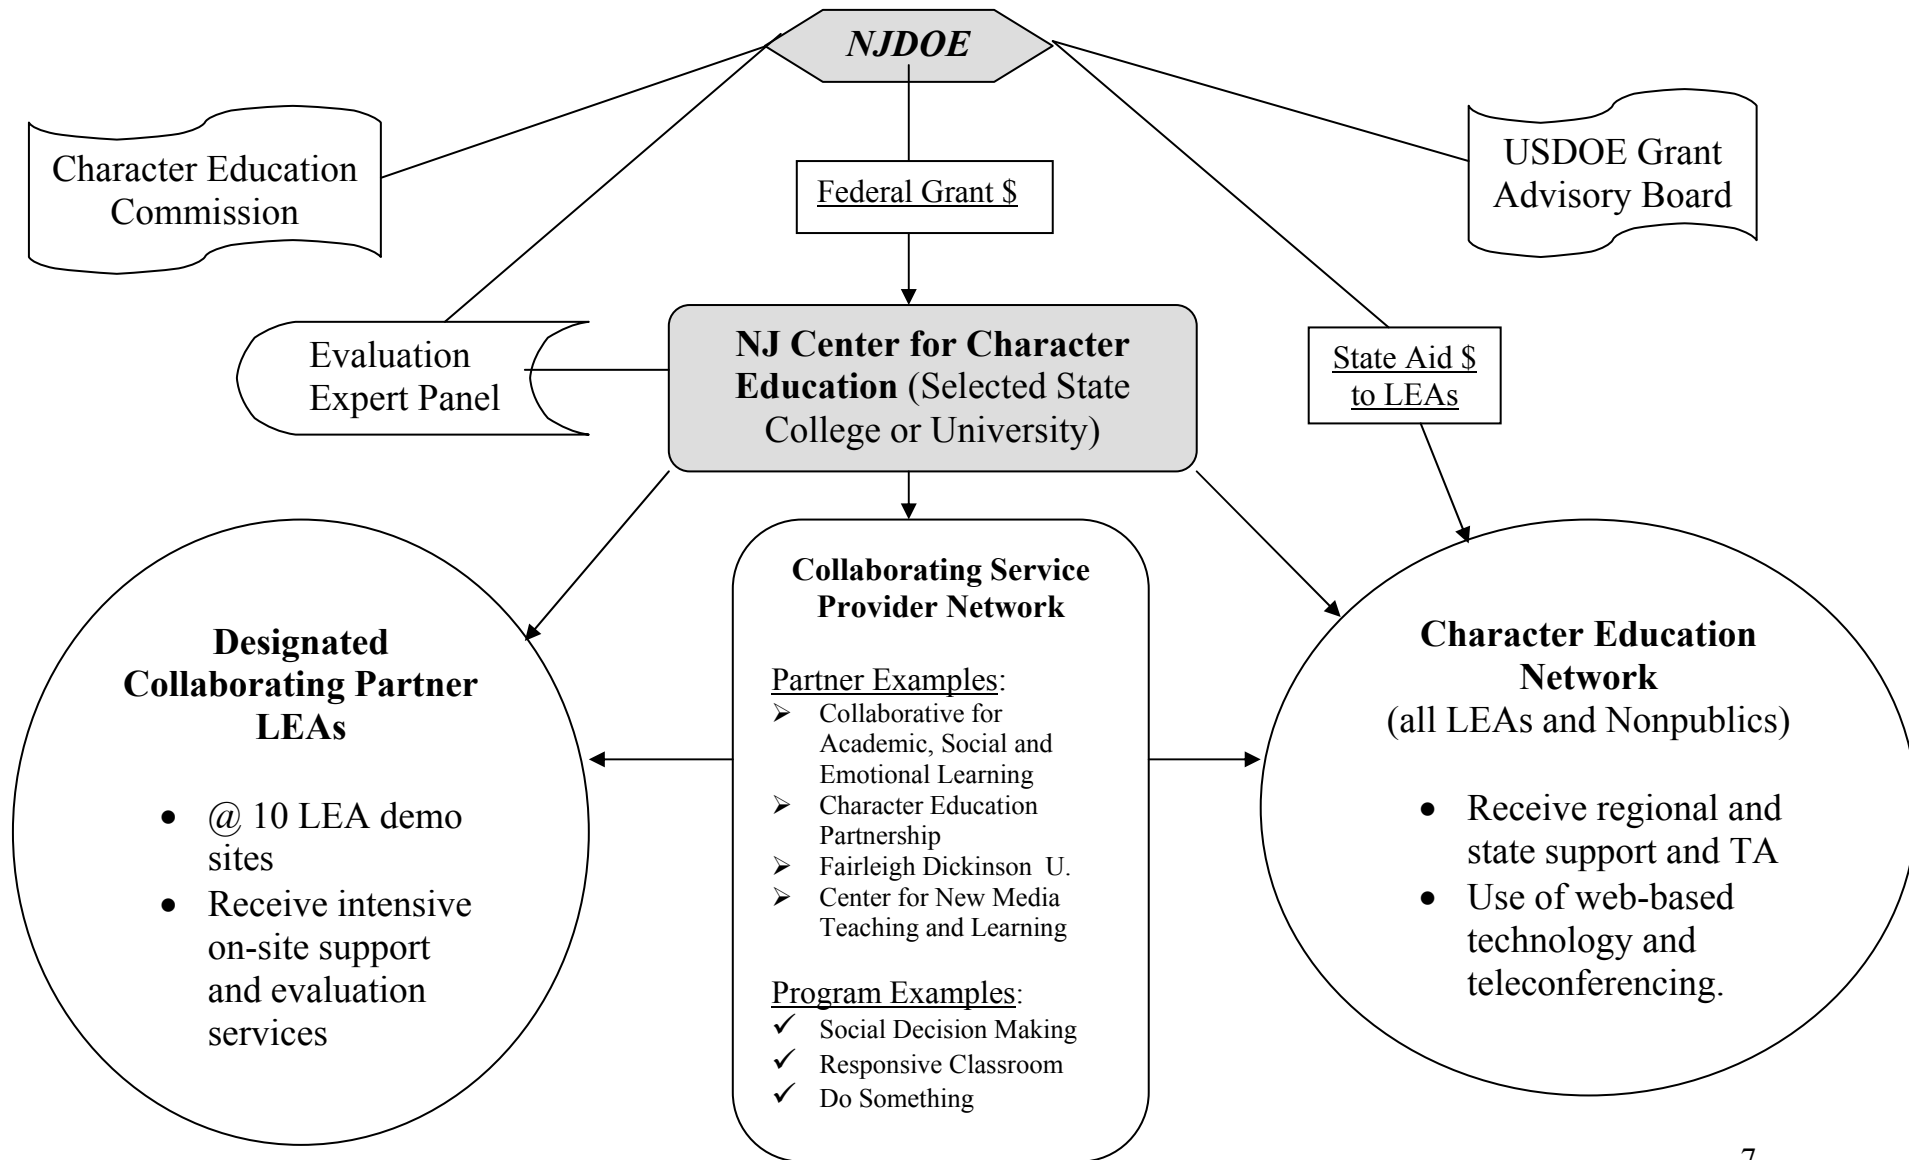 NJDOE
Character Education
Commission
Federal Grant $
USDOE Grant
Advisory Board
Evaluation
Expert Panel
NJ Center for Character
Education (Selected State
College or University)
State Aid $
to LEAs
Designated
Collaborating Partner
LEAs
• @ 10 LEA demo
sites
• Receive intensive
on-site support
and evaluation
services
Collaborating Service
Provider Network
Partner Examples:
➢ Collaborative for
Academic, Social and
Emotional Learning
➢ Character Education
Partnership
➢ Fairleigh Dickinson U.
➢ Center for New Media
Teaching and Learning
Program Examples:
✓ Social Decision Making
✓ Responsive Classroom
✓ Do Something
Character Education
Network
(all LEAs and Nonpublics)
• Receive regional and
state support and TA
• Use of web-based
technology and
teleconferencing.
7